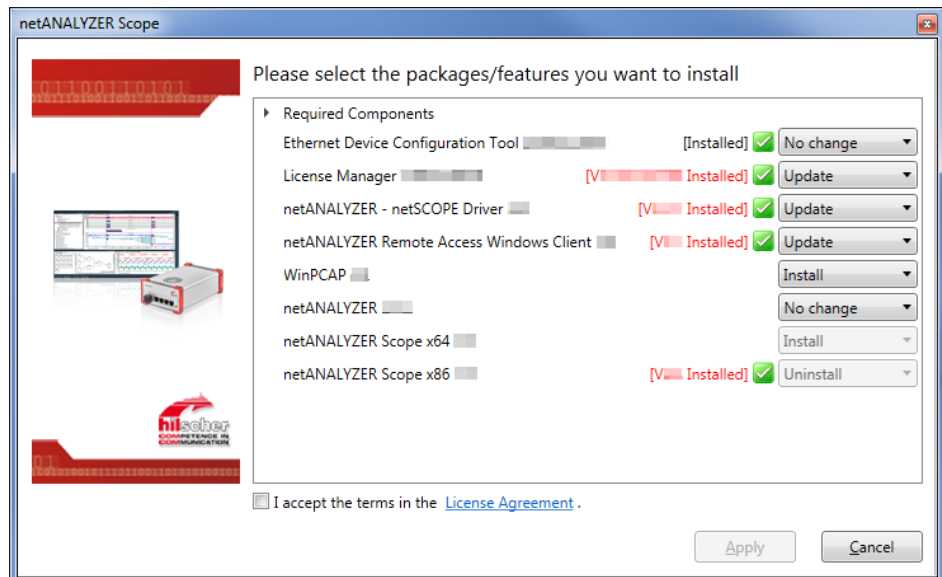 netANALYZER Scope
Please select the packages/features you want to install
Required Components
Ethernet Device Configuration Tool [Installed] No change
License Manager [V Installed] Update
netANALYZER - netSCOPE Driver [V Installed] Update
netANALYZER Remote Access Windows Client [V Installed] Update
WinPCAP Install
netANALYZER No change
netANALYZER Scope x64 Install
netANALYZER Scope x86 [V Installed] Uninstall
hilscher
COMPETENCE IN
COMMUNICATION
I accept the terms in the License Agreement .
Apply Cancel